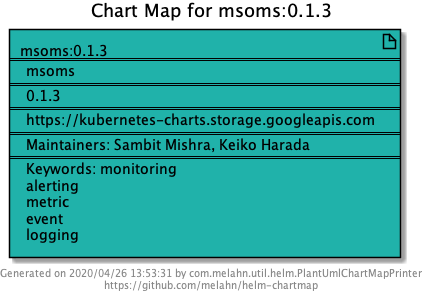 Chart Map for msoms:0.1.3
msoms:0.1.3
msoms
0.1.3
https://kubernetes-charts.storage.googleapis.com
Maintainers: Sambit Mishra, Keiko Harada
Keywords: monitoring
alerting
metric
event
logging
Generated on 2020/04/26 13:53:31 by com.melahn.util.helm.PlantUmlChartMapPrinter
https://github.com/melahn/helm-chartmap